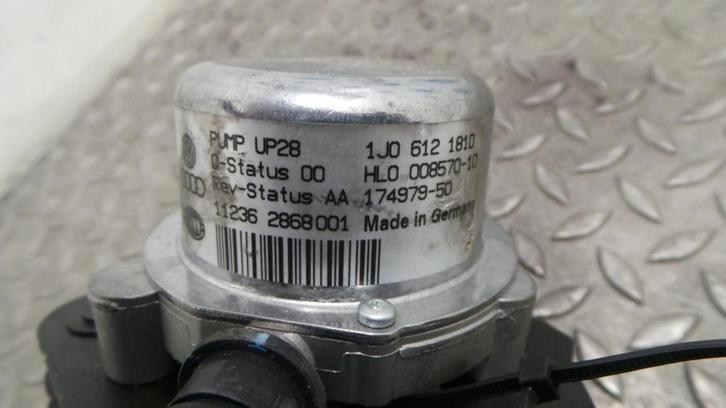 PUMP UP28 1J0 612 181D
Q-Status 00 HLO 008570-10
Rev-Status AA 174979-50
11236 2868001 Made in Germany